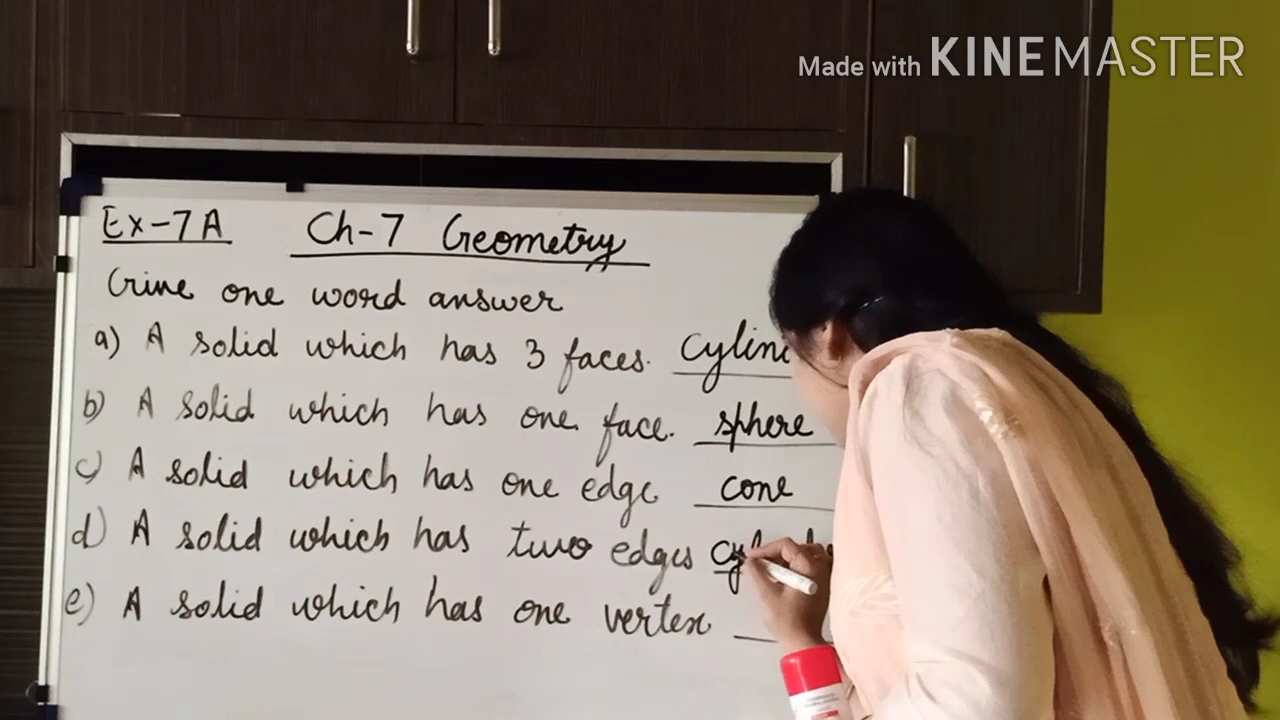 Made with KINEMASTER
Ex-7A Ch-7 Geometry
Give one word answer
a) A solid which has 3 faces.
b) A solid which has one face. sphere
c) A solid which has one edge cone
d) A solid which has two edges
e) A solid which has one vertex